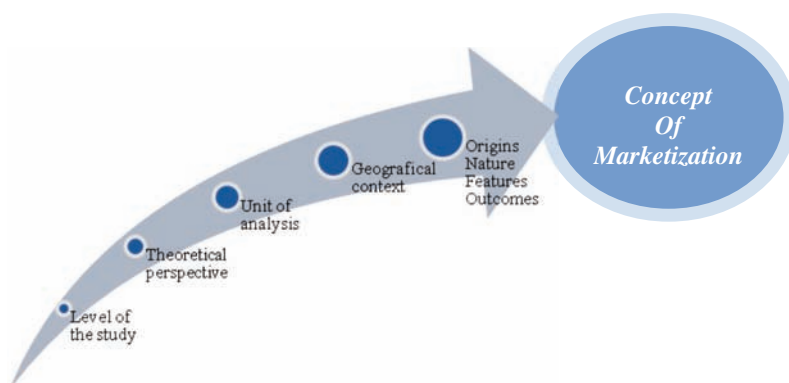 Level of
the study
Theoretical
perspective
Unit of
analysis
Geografical
context
Origins
Nature
Features
Outcomes
Concept
Of
Marketization